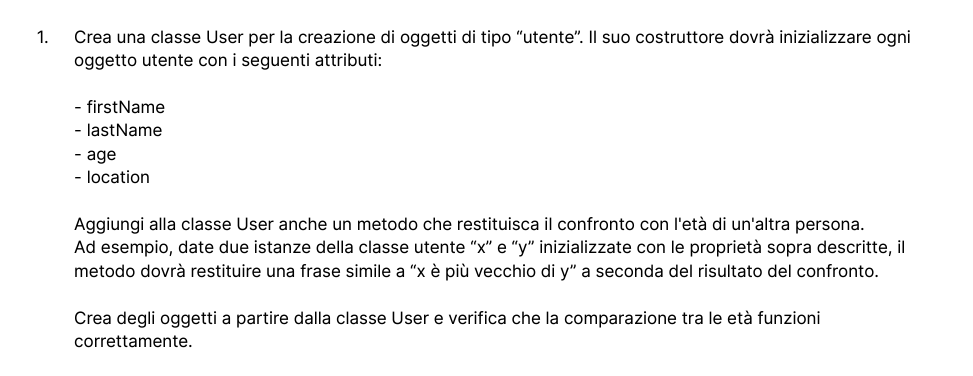 1. Crea una classe User per la creazione di oggetti di tipo “utente”. Il suo costruttore dovrà inizializzare ogni
oggetto utente con i seguenti attributi:
- firstName
- lastName
- age
- location
Aggiungi alla classe User anche un metodo che restituisca il confronto con l'età di un'altra persona.
Ad esempio, date due istanze della classe utente “x” e “y” inizializzate con le proprietà sopra descritte, il
metodo dovrà restituire una frase simile a “x è più vecchio di y” a seconda del risultato del confronto.
Crea degli oggetti a partire dalla classe User e verifica che la comparazione tra le età funzioni
correttamente.